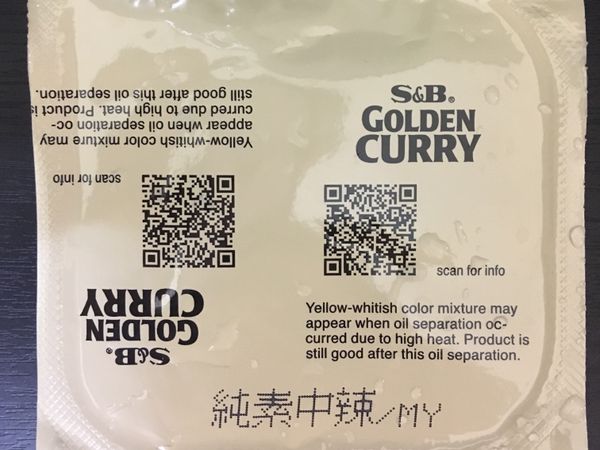 S&B®
GOLDEN
CURRY
scan for info
Yellow-whitish color mixture may
appear when oil separation oc-
curred due to high heat. Product is
still good after this oil separation.
S&B®
GOLDEN
CURRY
scan for info
Yellow-whitish color mixture may
appear when oil separation oc-
curred due to high heat. Product is
still good after this oil separation.
純素中辣/MY